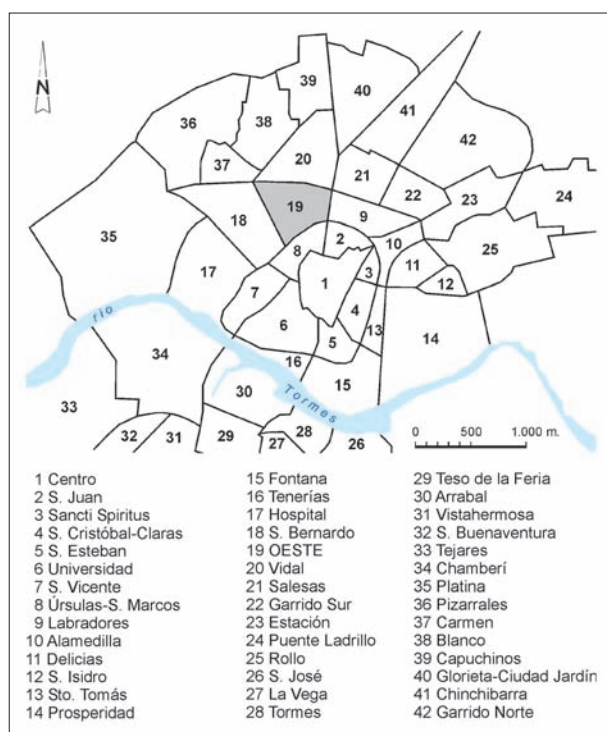 N
39
40
41
38
36
42
20
37
21
22
23
24
19
9
18
2
10
25
35
8
11
17
3
12
1
7
4
6
13
14
5
río
34
16
30
15
Tormes
33
28
32
31
29
27
26
0 500 1.000 m.
1 Centro
2 S. Juan
3 Sancti Spiritus
4 S. Cristóbal-Claras
5 S. Esteban
6 Universidad
7 S. Vicente
8 Úrsulas-S. Marcos
9 Labradores
10 Alamedilla
11 Delicias
12 S. Isidro
13 Sto. Tomás
14 Prosperidad
15 Fontana
16 Tenerías
17 Hospital
18 S. Bernardo
19 OESTE
20 Vidal
21 Salesas
22 Garrido Sur
23 Estación
24 Puente Ladrillo
25 Rollo
26 S. José
27 La Vega
28 Tormes
29 Teso de la Feria
30 Arrabal
31 Vistahermosa
32 S. Buenaventura
33 Tejares
34 Chamberí
35 Platina
36 Pizarrales
37 Carmen
38 Blanco
39 Capuchinos
40 Glorieta-Ciudad Jardín
41 Chinchibarra
42 Garrido Norte